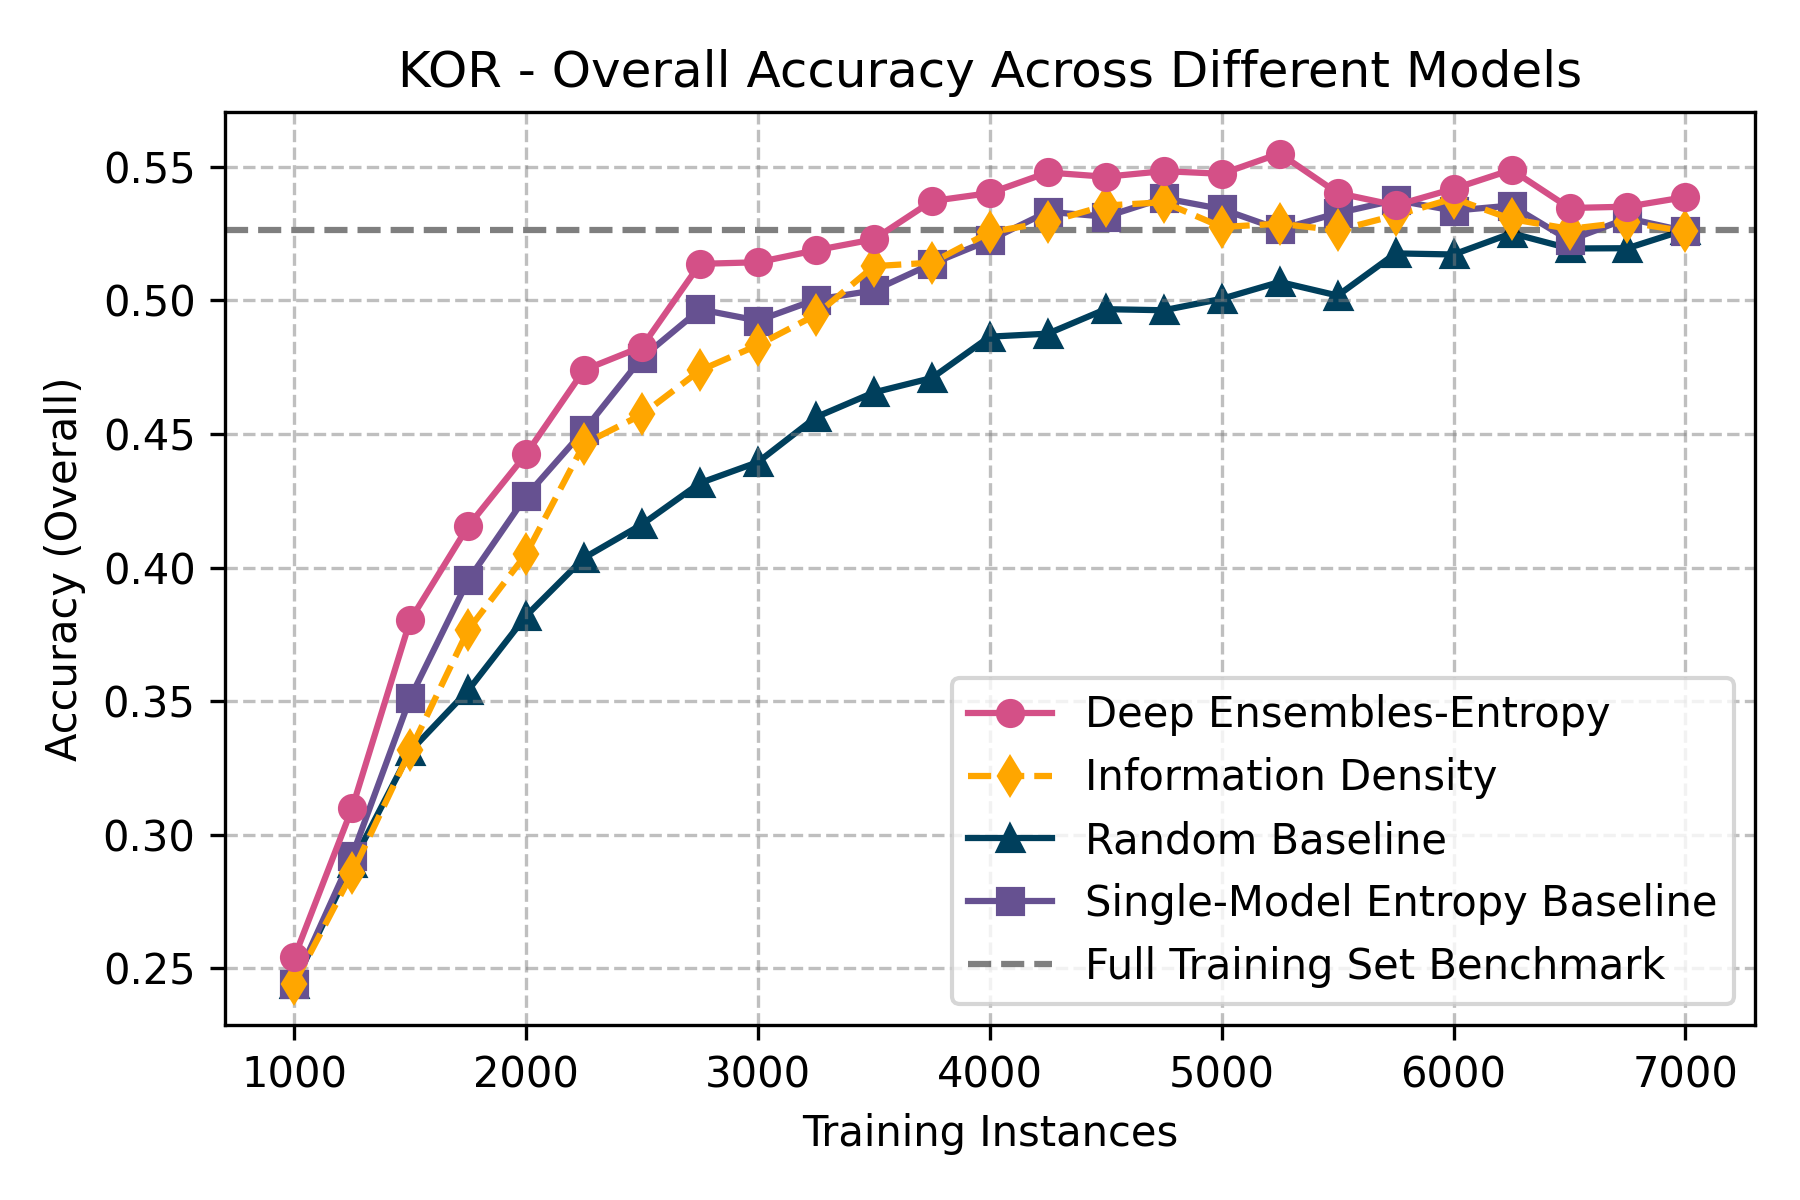 KOR - Overall Accuracy Across Different Models
Accuracy (Overall)
0.55
0.50
0.45
0.40
0.35
0.30
0.25
Deep Ensembles-Entropy
Information Density
Random Baseline
Single-Model Entropy Baseline
Full Training Set Benchmark
1000 2000 3000 4000 5000 6000 7000
Training Instances